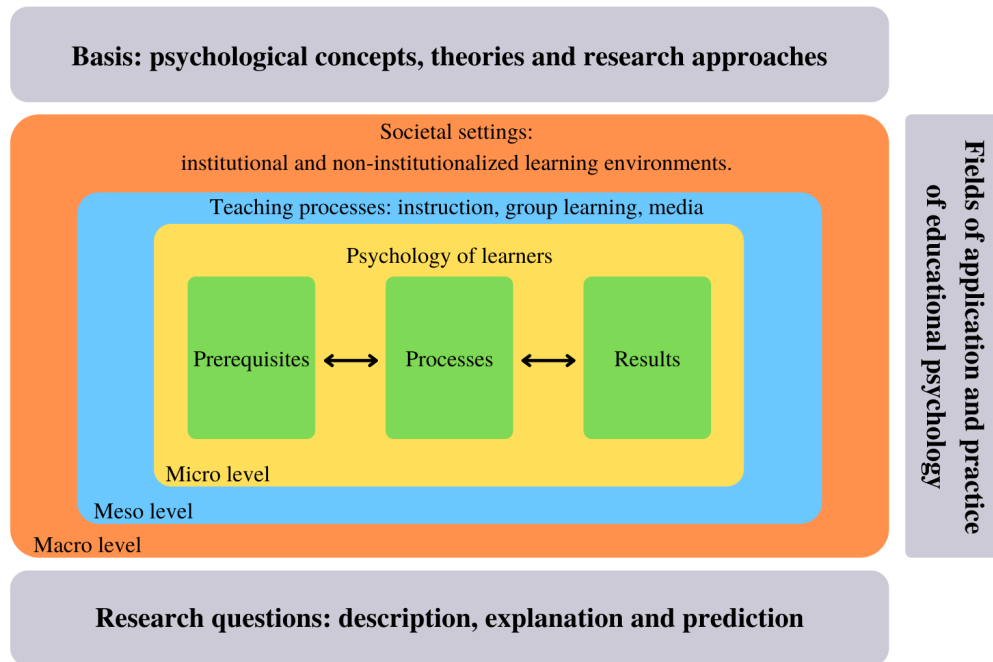 Basis: psychological concepts, theories and research approaches
Societal settings:
institutional and non-institutionalized learning environments.
Teaching processes: instruction, group learning, media
Psychology of learners
Prerequisites
Processes
Results
Micro level
Meso level
Macro level
Fields of application and practice
of educational psychology
Research questions: description, explanation and prediction